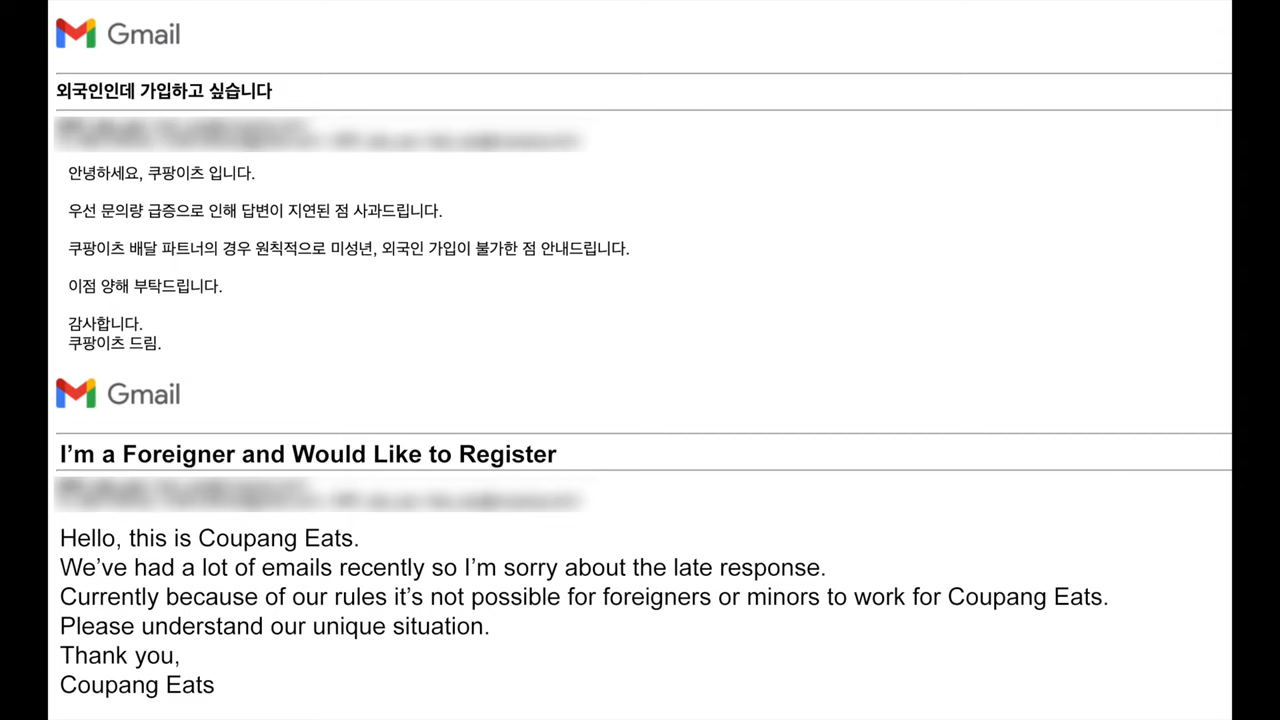 Gmail
외국인인데 가입하고 싶습니다
안녕하세요, 쿠팡이츠 입니다.
우선 문의량 급증으로 인해 답변이 지연된 점 사과드립니다.
쿠팡이츠 배달 파트너의 경우 원칙적으로 미성년, 외국인 가입이 불가한 점 안내드립니다.
이점 양해 부탁드립니다.
감사합니다.
쿠팡이츠 드림.
Gmail
I'm a Foreigner and Would Like to Register
Hello, this is Coupang Eats.
We've had a lot of emails recently so I'm sorry about the late response.
Currently because of our rules it's not possible for foreigners or minors to work for Coupang Eats.
Please understand our unique situation.
Thank you,
Coupang Eats